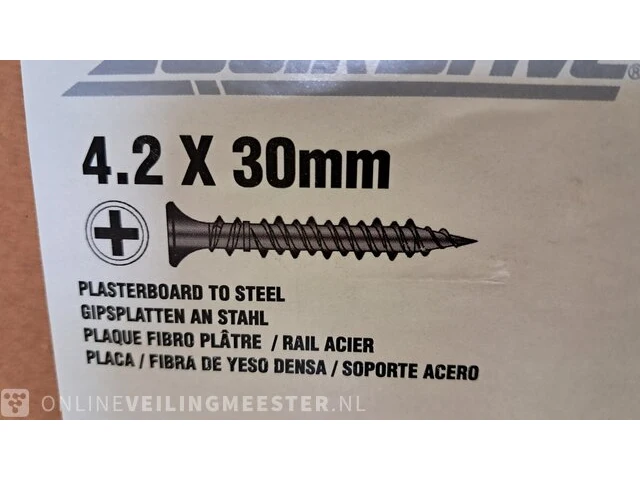 4.2 X 30mm
PLASTERBOARD TO STEEL
GIPSPLATTEN AN STAHL
PLAQUE FIBRO PLÂTRE / RAIL ACIER
PLACA / FIBRA DE YESO DENSA / SOPORTE ACERO
ONLINEVEILINGMEESTER.NL